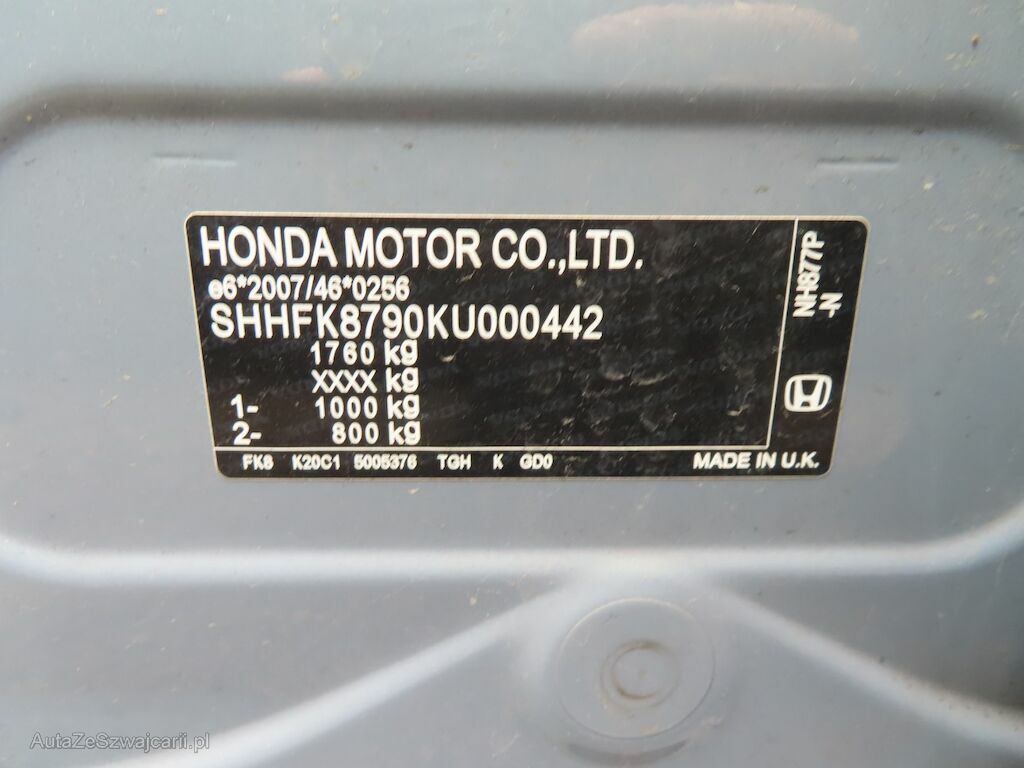 HONDA MOTOR CO.,LTD.
e6*2007/46*0256
SHHFK8790KU000442
1760 kg
XXXX kg
1- 1000 kg
2- 800 kg
FK8 K20C1 5005376 TGH K GD0 MADE IN U.K.
NH877P
-N
AutaZeSzwajcarii.pl